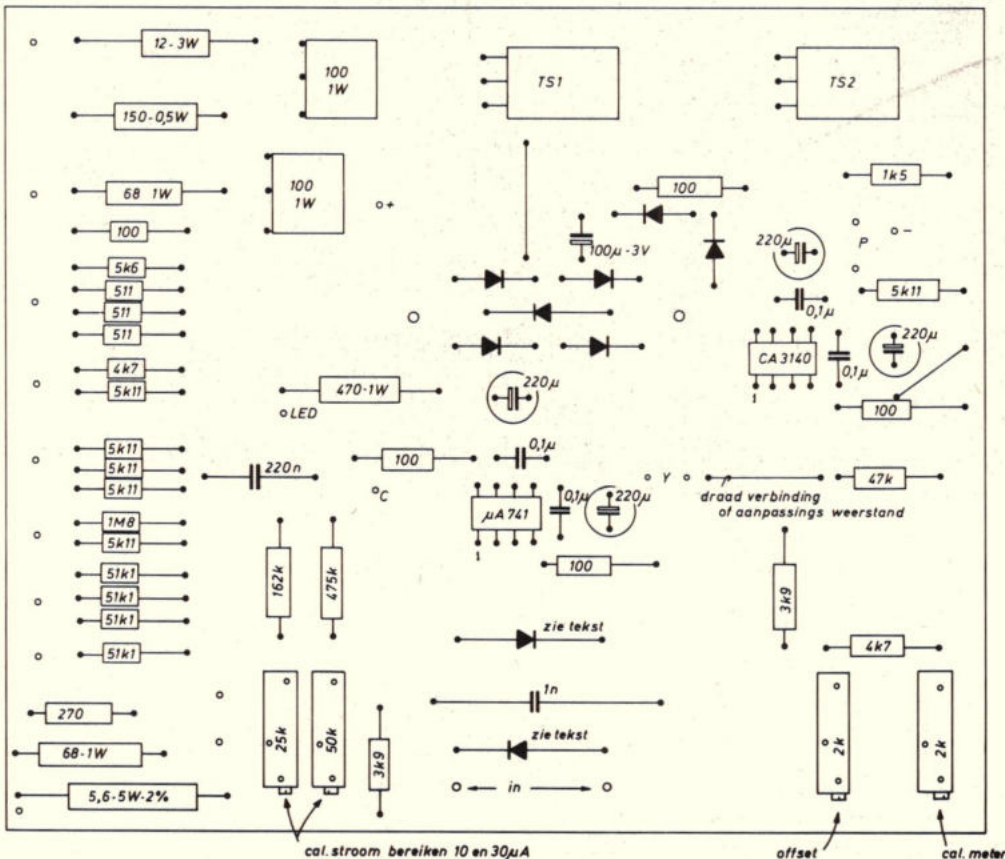 12-3W
100
1W
TS1
TS2
150-0,5W
68 1W
100
1W
+
100
1k5
100
100µ-3V
220µ
P
-
5k6
511
511
511
5k11
0,1µ
4k7
5k11
470-1W
LED
220µ
CA3140
1
0,1µ
220µ
100
5k11
5k11
5k11
220n
100
C
0,1µ
Y
47k
draad verbinding
of aanpassings weerstand
1M8
5k11
µA741
1
0,1µ
220µ
162k
475k
100
3k9
51k1
51k1
51k1
51k1
zie tekst
4k7
1n
270
68-1W
5,6-5W-2%
25k
50k
3k9
zie tekst
in
2k
2k
cal. stroom bereiken 10 en 30µA
offset
cal. meter